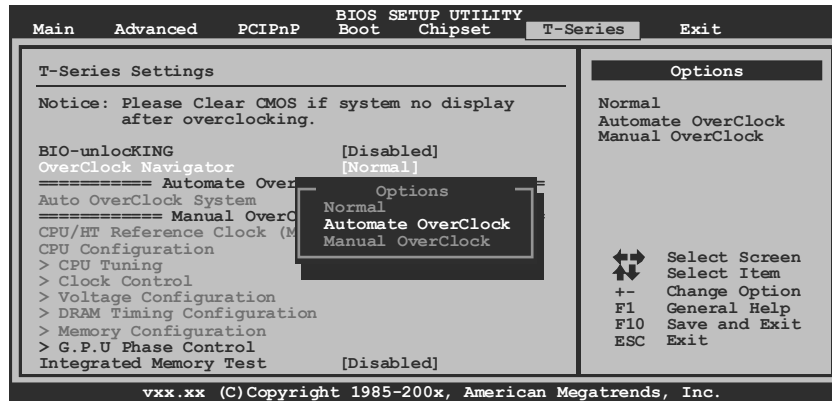 BIOS SETUP UTILITY
Main Advanced PCIPnP Boot Chipset T-Series Exit
T-Series Settings
Notice: Please Clear CMOS if system no display
after overclocking.
BIO-unlocKING [Disabled]
OverClock Navigator [Normal]
=========== Automate Over =
Auto OverClock System
============ Manual OverC =
CPU/HT Reference Clock (M
CPU Configuration
> CPU Tuning
> Clock Control
> Voltage Configuration
> DRAM Timing Configuration
> Memory Configuration
> G.P.U Phase Control
Integrated Memory Test [Disabled]
Options
Normal
Automate OverClock
Manual OverClock
Options
Normal
Automate OverClock
Manual OverClock
Select Screen
Select Item
+- Change Option
F1 General Help
F10 Save and Exit
ESC Exit
vxx.xx (C)Copyright 1985-200x, American Megatrends, Inc.